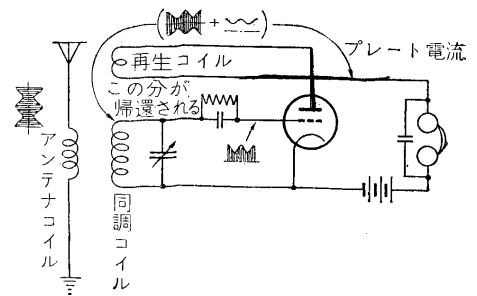 プレート電流
再生コイル
この分が
帰還される
アンテナコイル
同調コイル